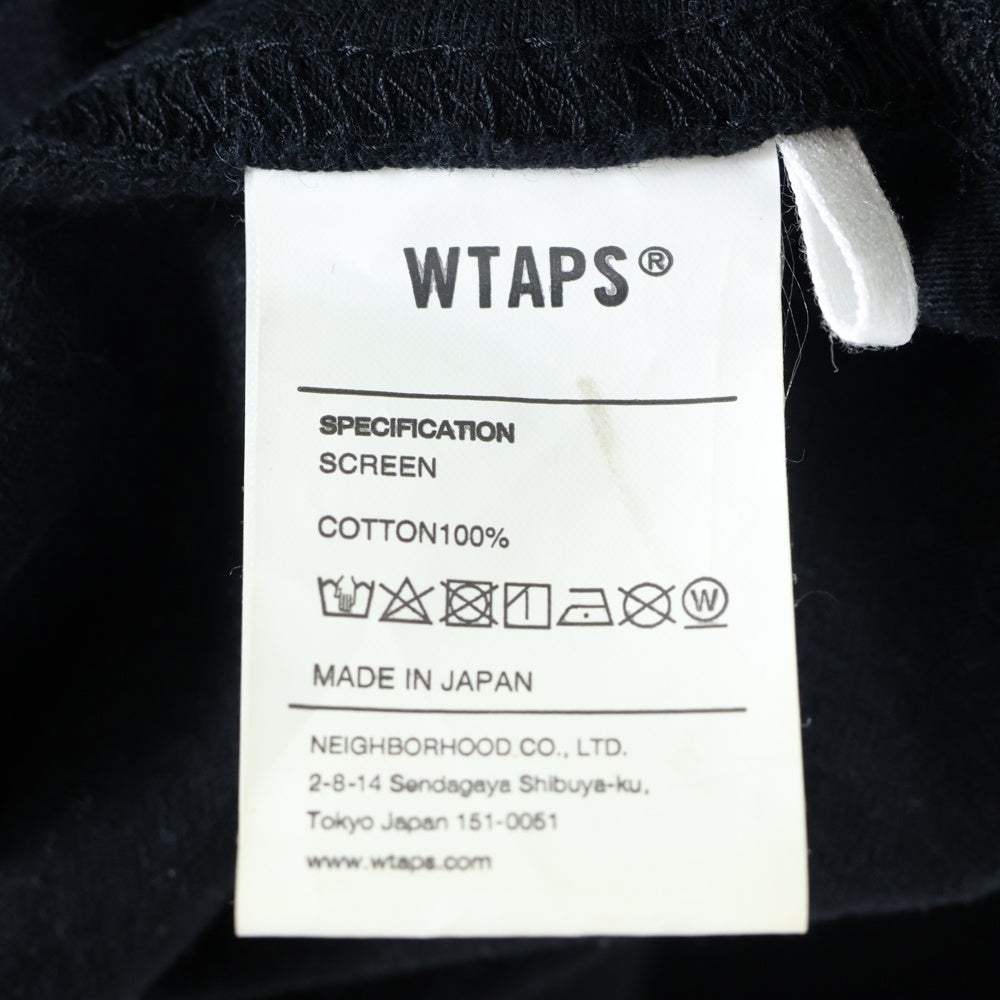 WTAPS®
SPECIFICATION
SCREEN
COTTON100%
W
MADE IN JAPAN
NEIGHBORHOOD CO., LTD.
2-8-14 Sendagaya Shibuya-ku,
Tokyo Japan 151-0051
www.wtaps.com